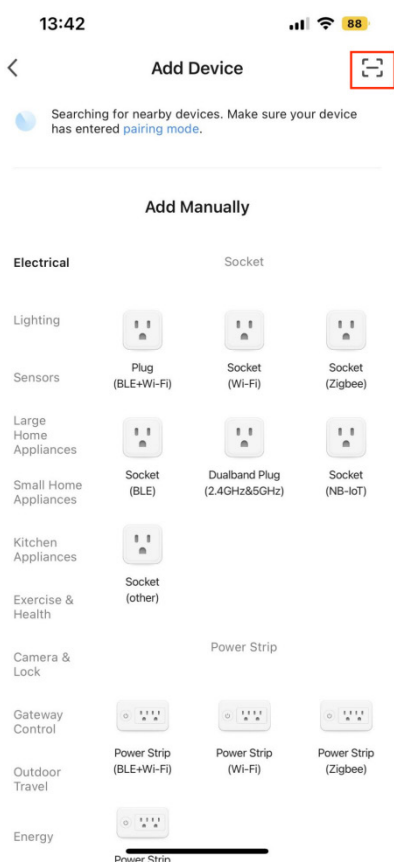 13:42
88
Add Device
Searching for nearby devices. Make sure your device
has entered pairing mode.
Add Manually
Electrical
Lighting
Sensors
Large
Home
Appliances
Small Home
Appliances
Kitchen
Appliances
Exercise &
Health
Camera &
Lock
Gateway
Control
Outdoor
Travel
Energy
Socket
Plug
(BLE+Wi-Fi)
Socket
(Wi-Fi)
Socket
(Zigbee)
Socket
(BLE)
Dualband Plug
(2.4GHz&5GHz)
Socket
(NB-IoT)
Socket
(other)
Power Strip
Power Strip
(BLE+Wi-Fi)
Power Strip
(Wi-Fi)
Power Strip
(Zigbee)
Power Strip